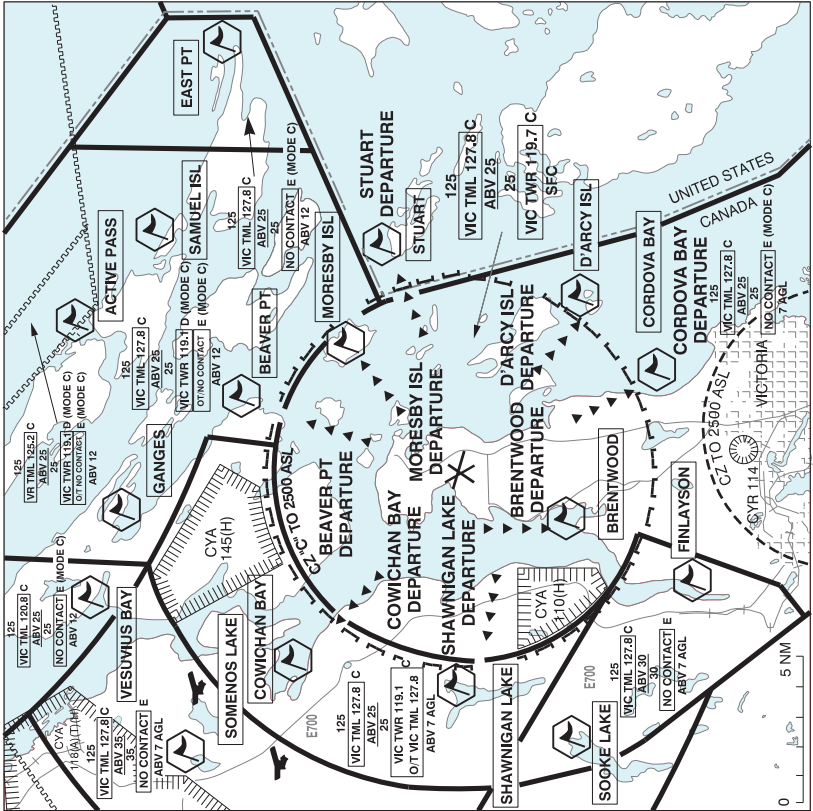 EAST PT
ACTIVE PASS
SAMUEL ISL
125
VIC TML 127.8 C
ABV 25
25
NO CONTACT E (MODE C)
ABV 12
MORESBY ISL
STUART
DEPARTURE
STUART
125
VIC TML 127.8 C
ABV 25
25
VIC TWR 119.7 C
SFC
D'ARCY ISL
UNITED STATES
CANADA
125
VR TML 125.2 C
ABV 25
25
VIC TWR 119.1 D (MODE C)
O/T NO CONTACT E (MODE C)
ABV 12
GANGES
125
VIC TML 127.8 C
ABV 25
25
VIC TWR 119.1 D (MODE C)
OT/NO CONTACT E (MODE C)
ABV 12
BEAVER PT
CORDOVA BAY
CORDOVA BAY
DEPARTURE
125
VIC TML 127.8 C
ABV 25
25
NO CONTACT E (MODE C)
7 AGL
CYA
145(H)
CZ "C" TO 2500 ASL
BEAVER PT
DEPARTURE
MORESBY ISL
DEPARTURE
D'ARCY ISL
DEPARTURE
BRENTWOOD
DEPARTURE
COWICHAN BAY
DEPARTURE
SHAWNIGAN LAKE
DEPARTURE
CZ TO 2500 ASL
VICTORIA
CYR 114
BRENTWOOD
FINLAYSON
CYA
110(H)
125
VIC TML 120.8 C
ABV 25
25
NO CONTACT E (MODE C)
ABV 12
VESUVIUS BAY
SOMENOS LAKE
COWICHAN BAY
CYA
118(A)(T)(H)
125
VIC TML 127.8 C
ABV 35
35
NO CONTACT E
ABV 7 AGL
E700
125
VIC TML 127.8 C
ABV 25
25
VIC TWR 119.1 C
O/T VIC TML 127.8
ABV 7 AGL
SHAWNIGAN LAKE
E700
SOOKE LAKE
125
VIC TML 127.8 C
ABV 30
30
NO CONTACT E
ABV 7 AGL
0
5 NM